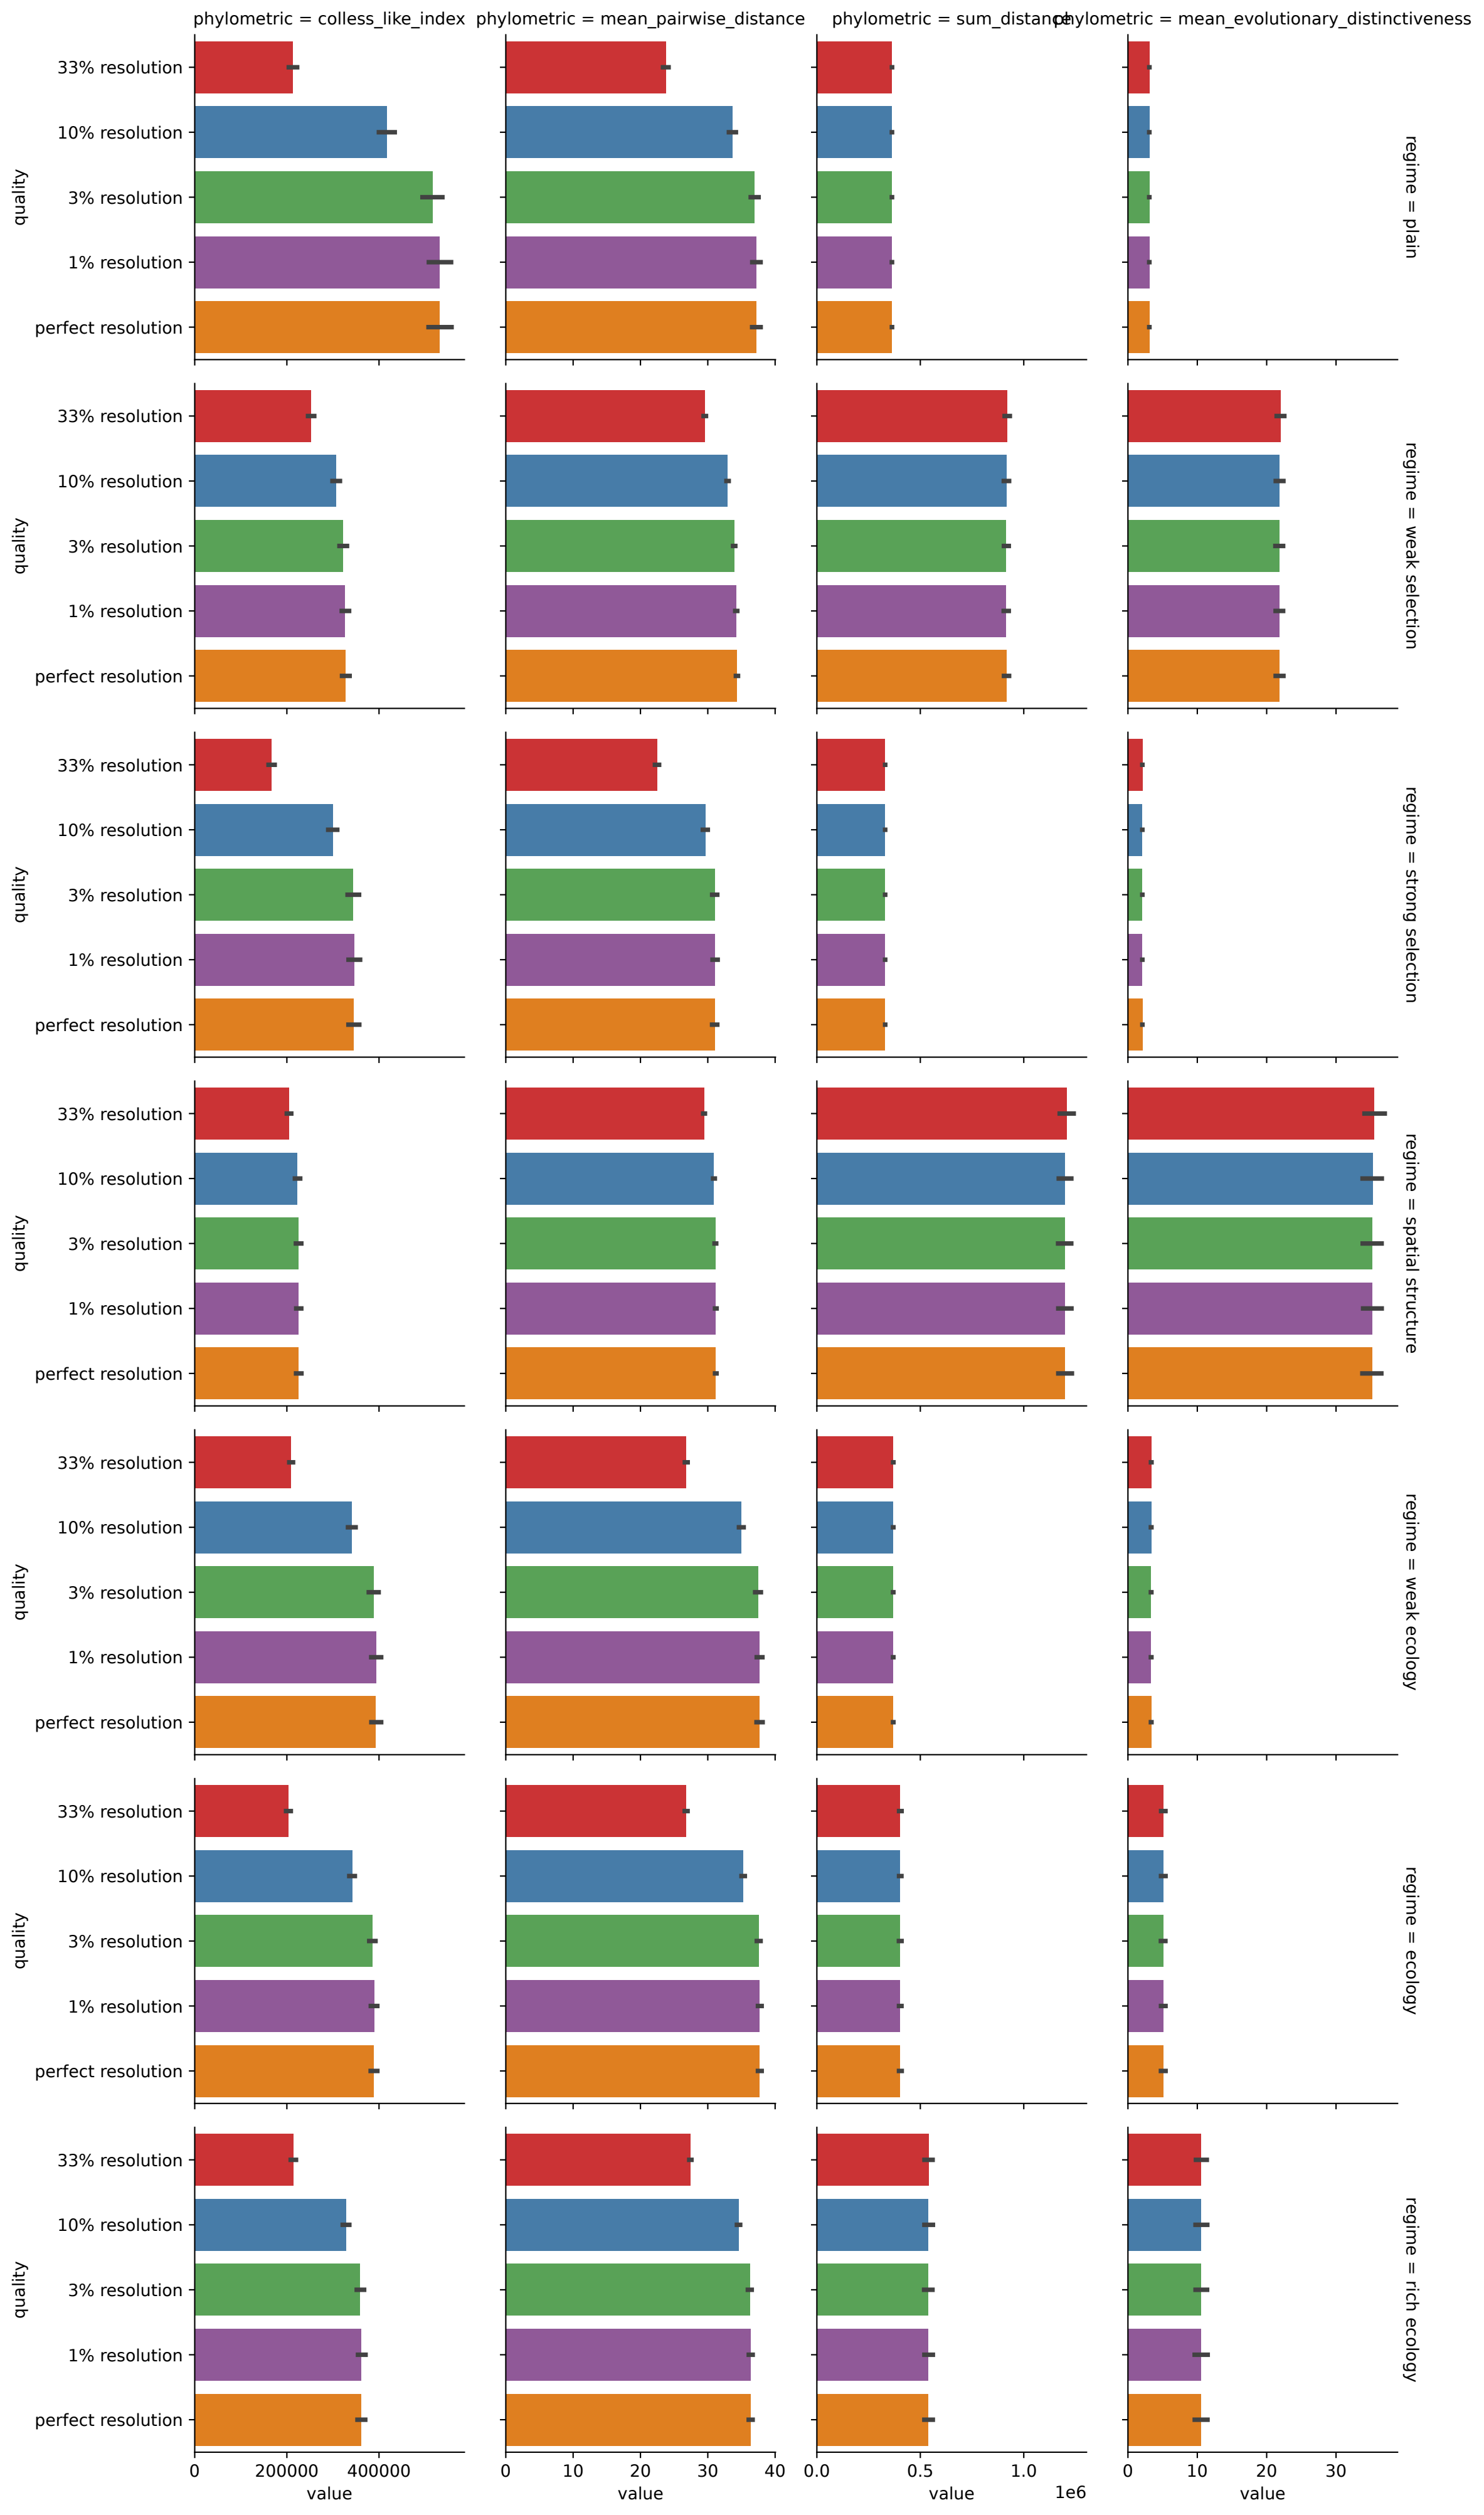 phylometric = colless_like_index
phylometric = mean_pairwise_distance
phylometric = sum_distance
phylometric = mean_evolutionary_distinctiveness
quality
33% resolution
10% resolution
3% resolution
1% resolution
perfect resolution
regime = plain
quality
33% resolution
10% resolution
3% resolution
1% resolution
perfect resolution
regime = weak selection
quality
33% resolution
10% resolution
3% resolution
1% resolution
perfect resolution
regime = strong selection
quality
33% resolution
10% resolution
3% resolution
1% resolution
perfect resolution
regime = spatial structure
quality
33% resolution
10% resolution
3% resolution
1% resolution
perfect resolution
regime = weak ecology
quality
33% resolution
10% resolution
3% resolution
1% resolution
perfect resolution
regime = ecology
quality
33% resolution
10% resolution
3% resolution
1% resolution
perfect resolution
regime = rich ecology
0 200000 400000
value
0 10 20 30 40
value
0.0 0.5 1.0
1e6
value
0 10 20 30
value